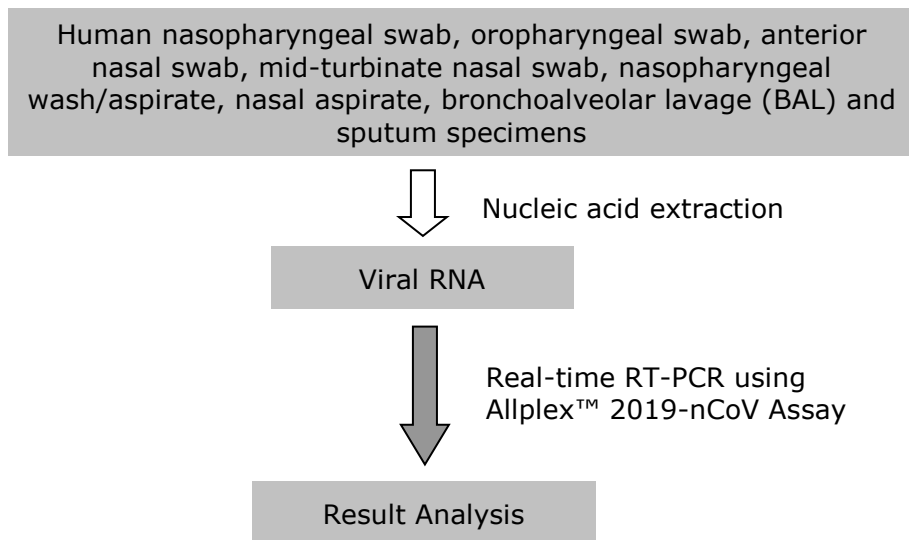 Human nasopharyngeal swab, oropharyngeal swab, anterior
nasal swab, mid-turbinate nasal swab, nasopharyngeal
wash/aspirate, nasal aspirate, bronchoalveolar lavage (BAL) and
sputum specimens
Nucleic acid extraction
Viral RNA
Real-time RT-PCR using
Allplex™ 2019-nCoV Assay
Result Analysis